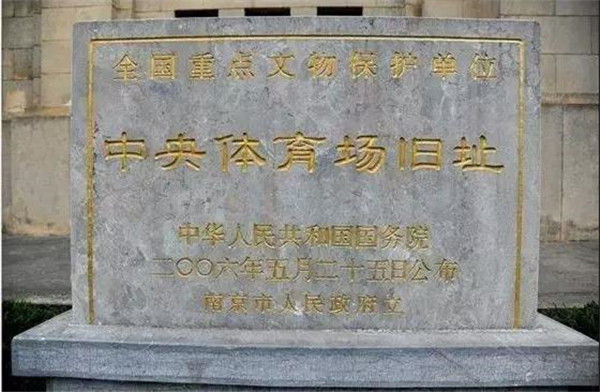 全国重点文物保护单位
中央体育场旧址
中华人民共和国国务院
二〇〇六年五月二十五日公布
南京市人民政府立